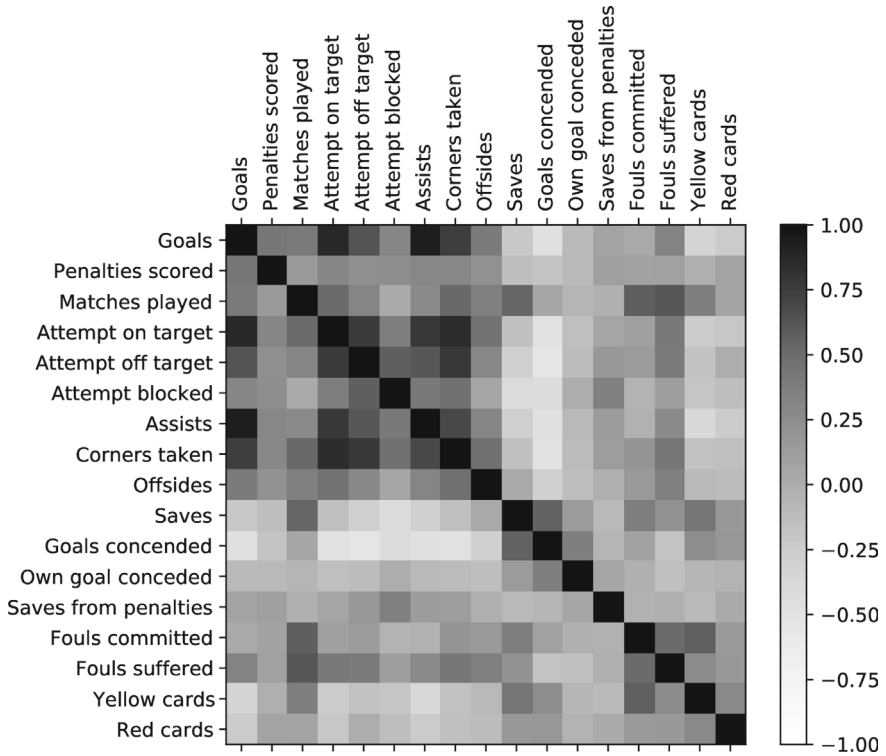 Goals
Penalties scored
Matches played
Attempt on target
Attempt off target
Attempt blocked
Assists
Corners taken
Offsides
Saves
Goals concended
Own goal conceded
Saves from penalties
Fouls committed
Fouls suffered
Yellow cards
Red cards
Goals
Penalties scored
Matches played
Attempt on target
Attempt off target
Attempt blocked
Assists
Corners taken
Offsides
Saves
Goals concended
Own goal conceded
Saves from penalties
Fouls committed
Fouls suffered
Yellow cards
Red cards
1.00
0.75
0.50
0.25
0.00
−0.25
−0.50
−0.75
−1.00